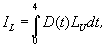 I_L = ∫_0^4 D(t) L_U dt,